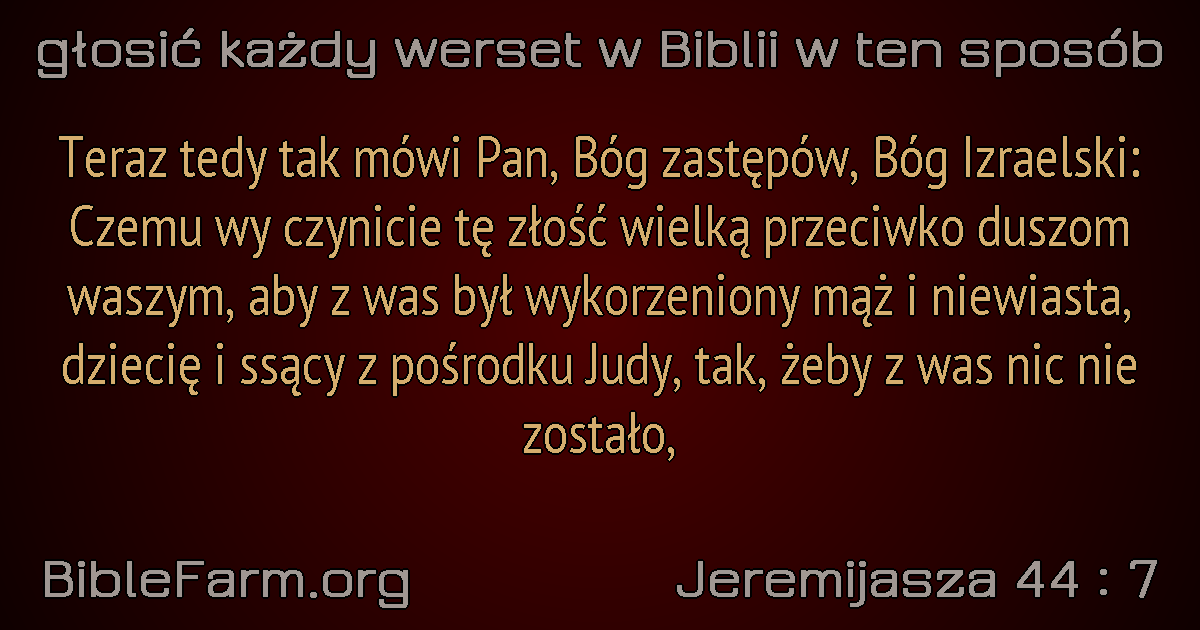 głosić każdy werset w Biblii w ten sposób
Teraz tedy tak mówi Pan, Bóg zastępów, Bóg Izraelski:
Czemu wy czynicie tę złość wielką przeciwko duszom
waszym, aby z was był wykorzeniony mąż i niewiasta,
dziecię i ssący z pośrodku Judy, tak, żeby z was nic nie
zostało,
BibleFarm.org
Jeremijasza 44 : 7